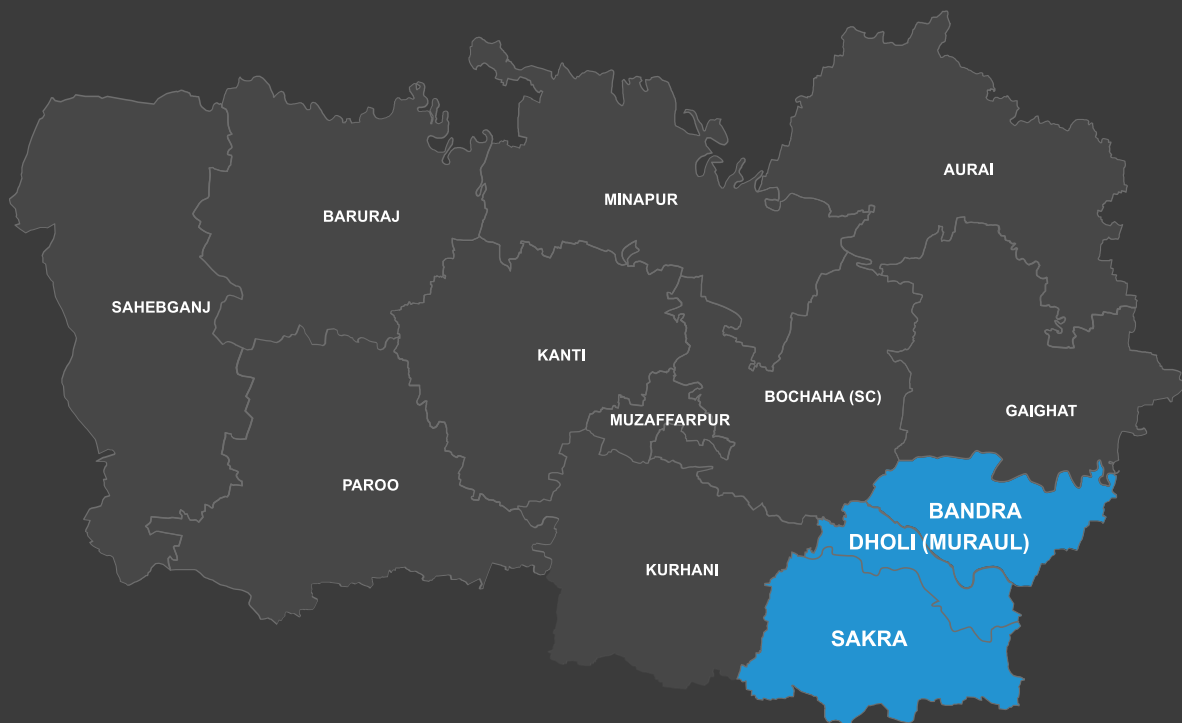 AURAI
MINAPUR
BARURAJ
SAHEBGANJ
KANTI
BOCHAHA (SC)
GAIGHAT
MUZAFFARPUR
PAROO
BANDRA
DHOLI (MURAUL)
KURHANI
SAKRA